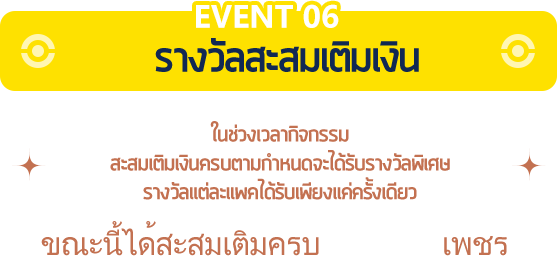 EVENT 06
รางวัลสะสมเติมเงิน
ในช่วงเวลากิจกรรม
สะสมเติมเงินครบตามกำหนดจะได้รับรางวัลพิเศษ
รางวัลแต่ละแพคได้รับเพียงแค่ครั้งเดียว
ขณะนี้ได้สะสมเติมครบ เพชร